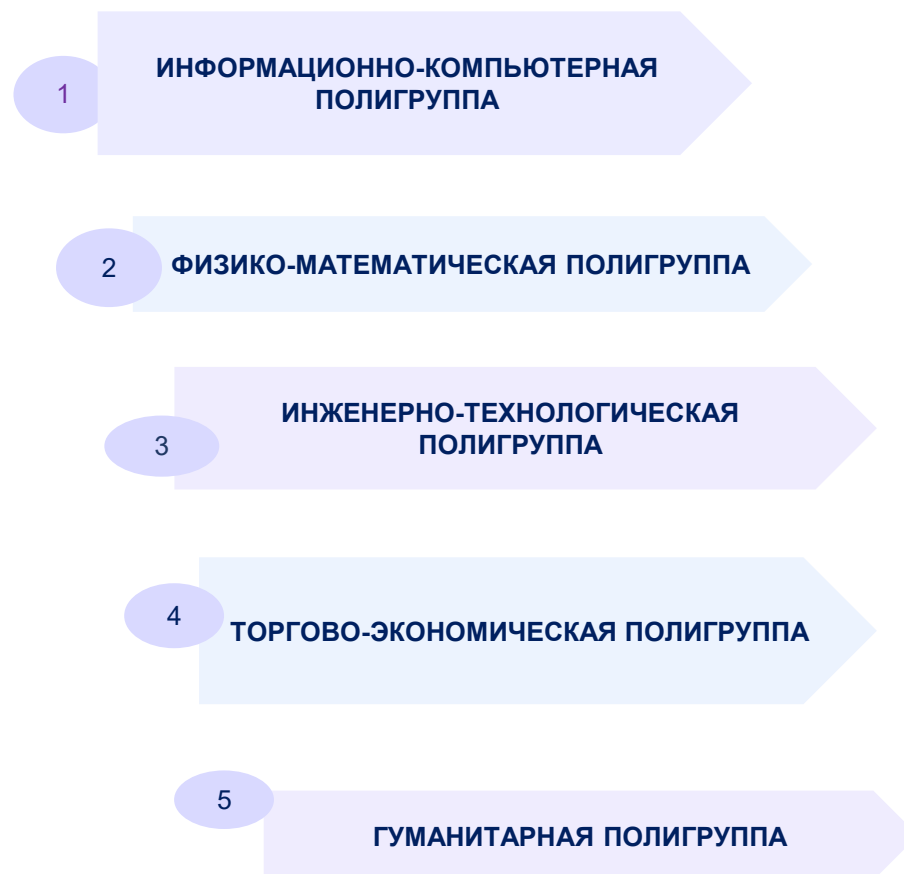 1
ИНФОРМАЦИОННО-КОМПЬЮТЕРНАЯ
ПОЛИГРУППА
2
ФИЗИКО-МАТЕМАТИЧЕСКАЯ ПОЛИГРУППА
3
ИНЖЕНЕРНО-ТЕХНОЛОГИЧЕСКАЯ
ПОЛИГРУППА
4
ТОРГОВО-ЭКОНОМИЧЕСКАЯ ПОЛИГРУППА
5
ГУМАНИТАРНАЯ ПОЛИГРУППА